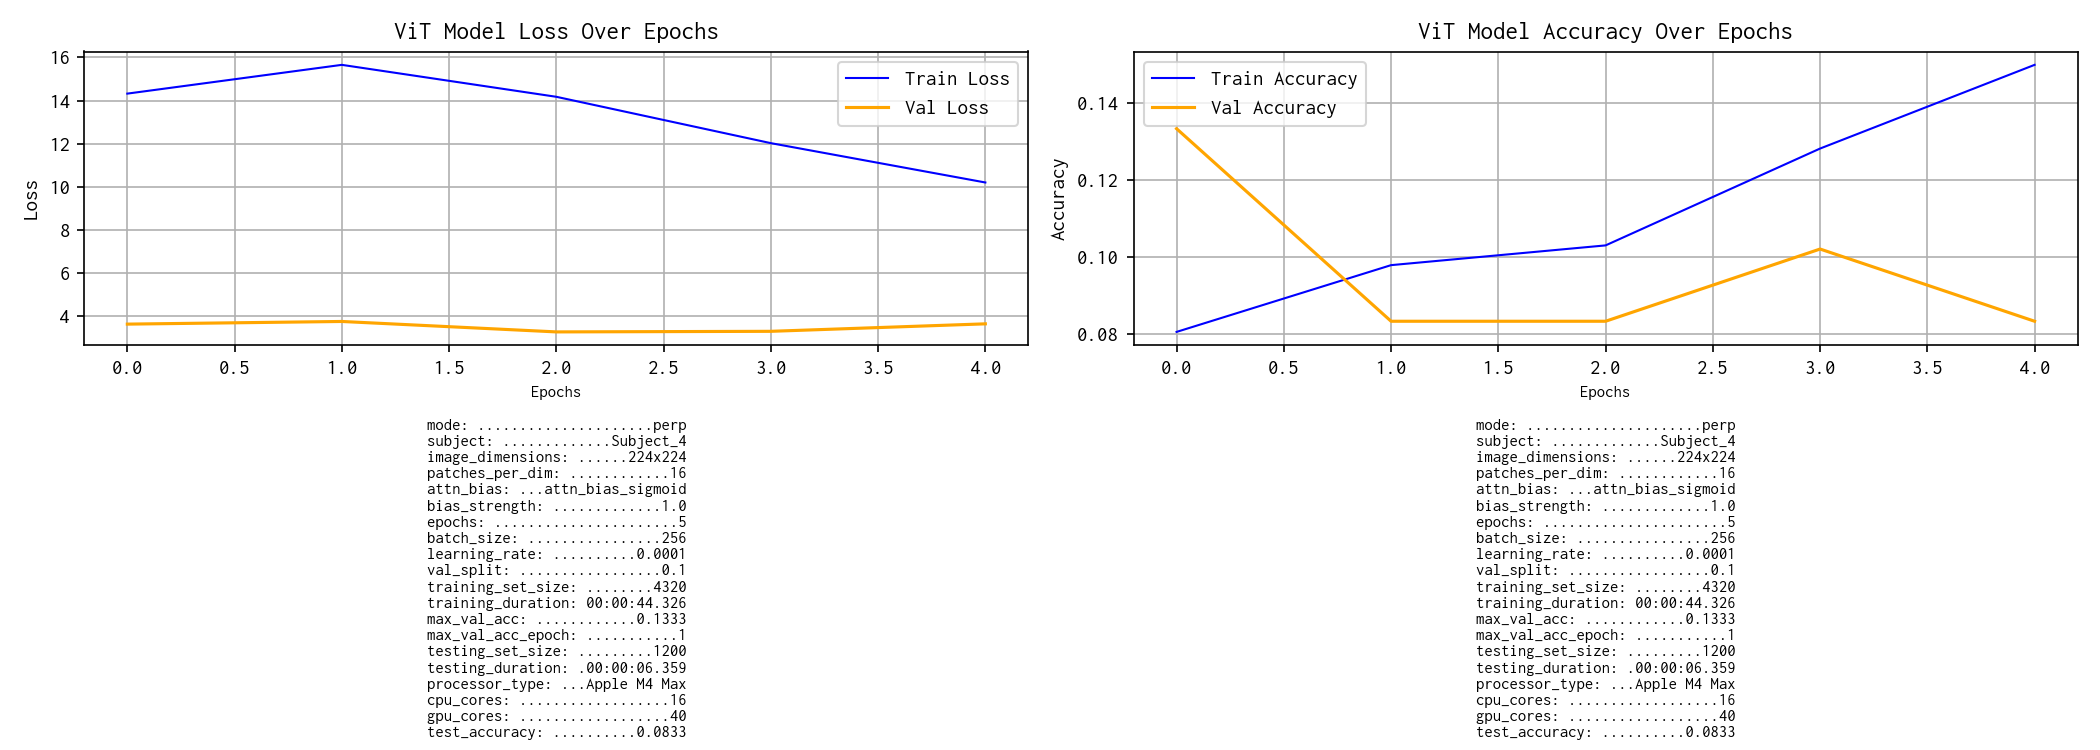 ViT Model Loss Over Epochs
16
14
12
10
8
6
4
Loss
Train Loss
Val Loss
0.0 0.5 1.0 1.5 2.0 2.5 3.0 3.5 4.0
Epochs
mode: .....................perp
subject: .............Subject_4
image_dimensions: ......224x224
patches_per_dim: ............16
attn_bias: ...attn_bias_sigmoid
bias_strength: .............1.0
epochs: ......................5
batch_size: ................256
learning_rate: ..........0.0001
val_split: .................0.1
training_set_size: ........4320
training_duration: 00:00:44.326
max_val_acc: ............0.1333
max_val_acc_epoch: ...........1
testing_set_size: .........1200
testing_duration: .00:00:06.359
processor_type: ...Apple M4 Max
cpu_cores: ..................16
gpu_cores: ..................40
test_accuracy: ..........0.0833
ViT Model Accuracy Over Epochs
0.14
0.12
0.10
0.08
Accuracy
Train Accuracy
Val Accuracy
0.0 0.5 1.0 1.5 2.0 2.5 3.0 3.5 4.0
Epochs
mode: .....................perp
subject: .............Subject_4
image_dimensions: ......224x224
patches_per_dim: ............16
attn_bias: ...attn_bias_sigmoid
bias_strength: .............1.0
epochs: ......................5
batch_size: ................256
learning_rate: ..........0.0001
val_split: .................0.1
training_set_size: ........4320
training_duration: 00:00:44.326
max_val_acc: ............0.1333
max_val_acc_epoch: ...........1
testing_set_size: .........1200
testing_duration: .00:00:06.359
processor_type: ...Apple M4 Max
cpu_cores: ..................16
gpu_cores: ..................40
test_accuracy: ..........0.0833